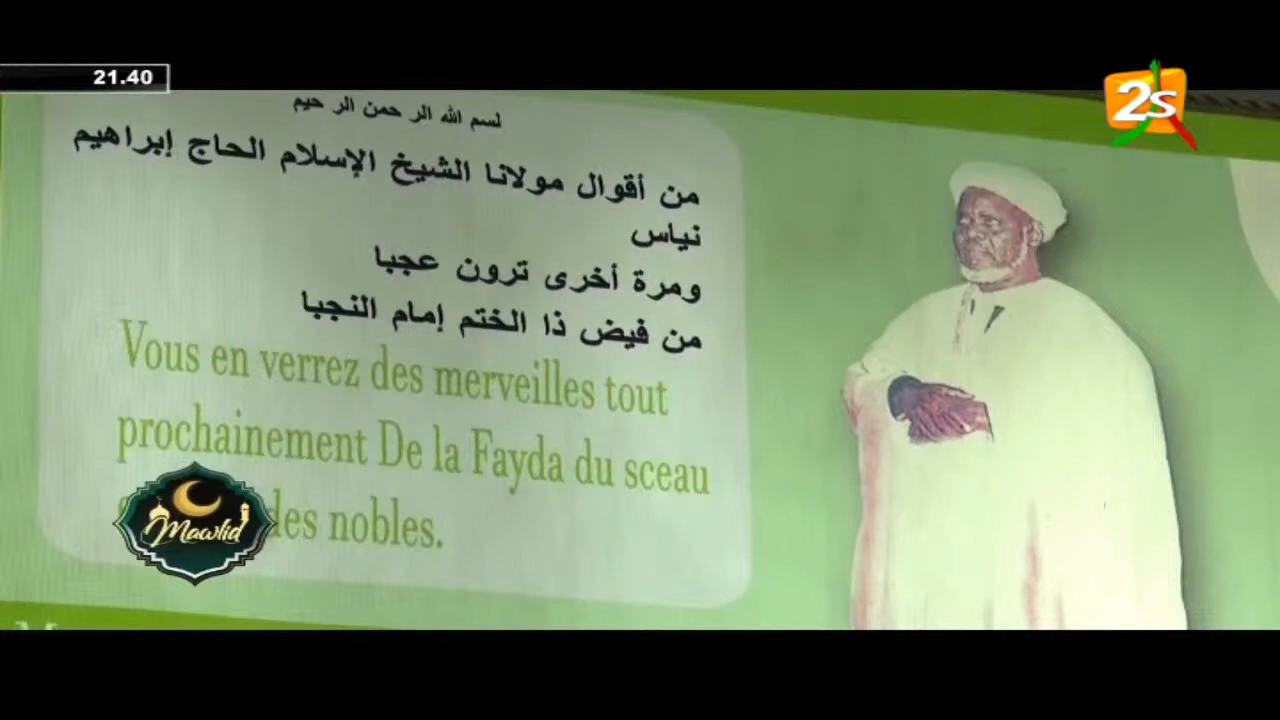 21.40
2s
لسم الله الر حمن الر حيم
من أقوال مولانا الشيخ الإسلام الحاج إبراهيم
نياس
ومرة أخرى ترون عجبا
من فيض ذا الختم إمام النجبا
Vous en verrez des merveilles tout
prochainement De la Fayda du sceau
des nobles.
Mawlid